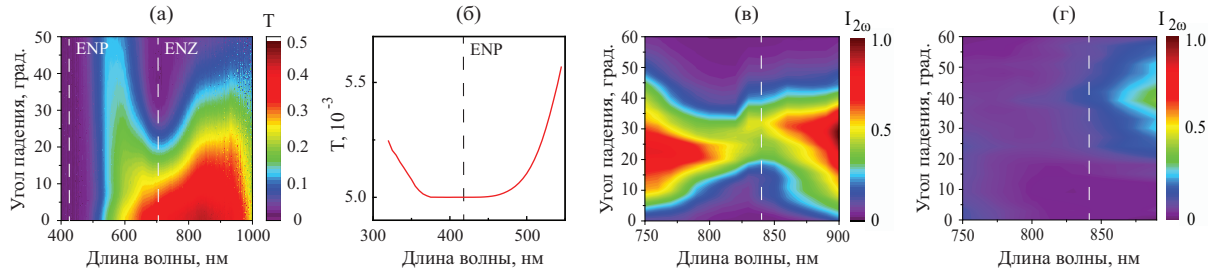 (а)
T
Угол падения, град.
50
40
30
20
10
0
ENP
ENZ
0.5
0.4
0.3
0.2
0.1
0
400
600
800
1000
Длина волны, нм
(б)
T, 10⁻³
5.5
5.0
ENP
300
400
500
Длина волны, нм
(в)
I₂ω
Угол падения, град.
60
50
40
30
20
10
0
1.0
0.5
0
750
800
850
900
Длина волны, нм
(г)
I₂ω
Угол падения, град.
60
50
40
30
20
10
0
1.0
0.5
0
750
800
850
Длина волны, нм